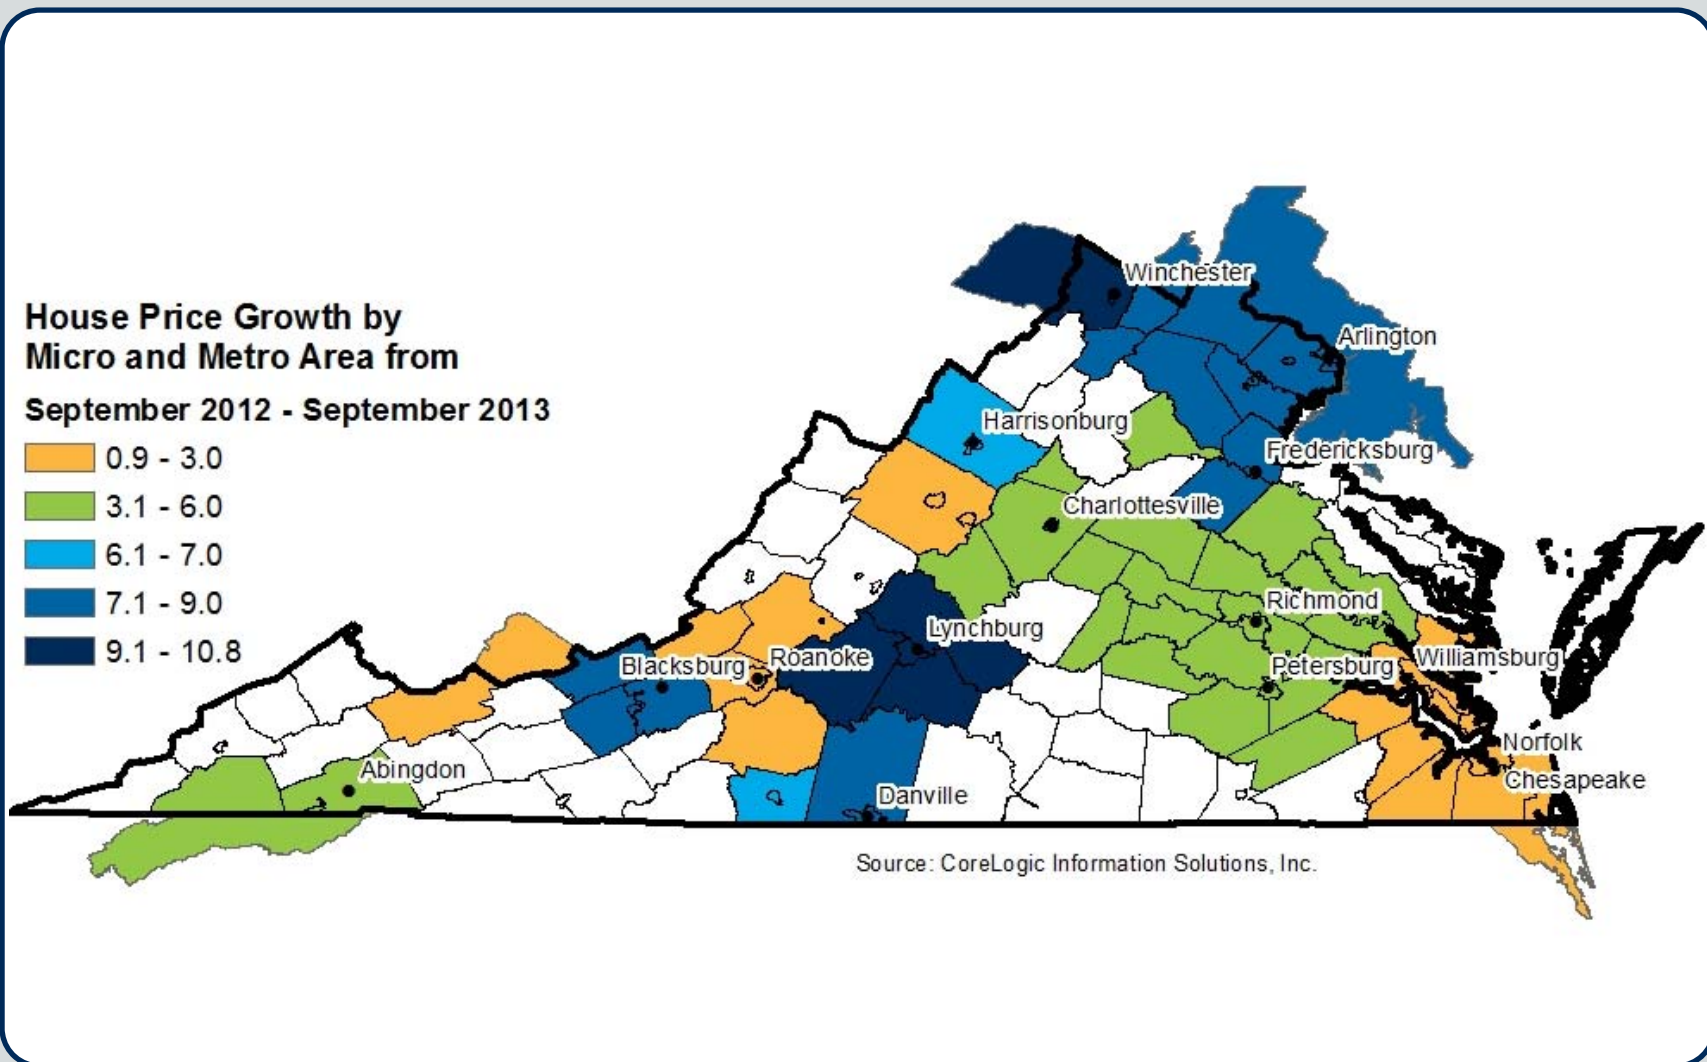 House Price Growth by
Micro and Metro Area from
September 2012 - September 2013
0.9 - 3.0
3.1 - 6.0
6.1 - 7.0
7.1 - 9.0
9.1 - 10.8
Winchester
Arlington
Harrisonburg
Fredericksburg
Charlottesville
Richmond
Lynchburg
Blacksburg
Roanoke
Petersburg
Williamsburg
Norfolk
Chesapeake
Abingdon
Danville
Source: CoreLogic Information Solutions, Inc.